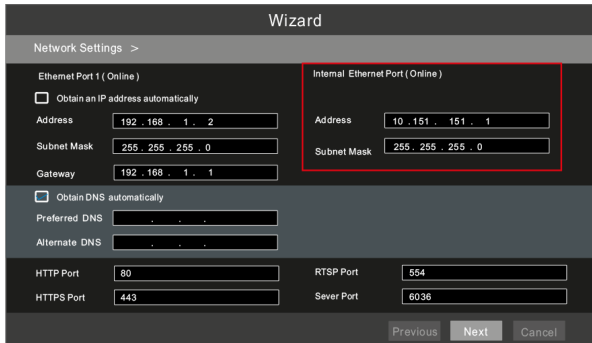 Wizard
Network Settings >
Ethernet Port 1 ( Online )
Internal Ethernet Port ( Online )
Obtain an IP address automatically
Address 192 . 168 . 1 . 2
Address 10 . 151 . 151 . 1
Subnet Mask 255 . 255 . 255 . 0
Subnet Mask 255 . 255 . 255 . 0
Gateway 192 . 168 . 1 . 1
Obtain DNS automatically
Preferred DNS . . .
Alternate DNS . . .
HTTP Port 80
RTSP Port 554
HTTPS Port 443
Sever Port 6036
Previous Next Cancel